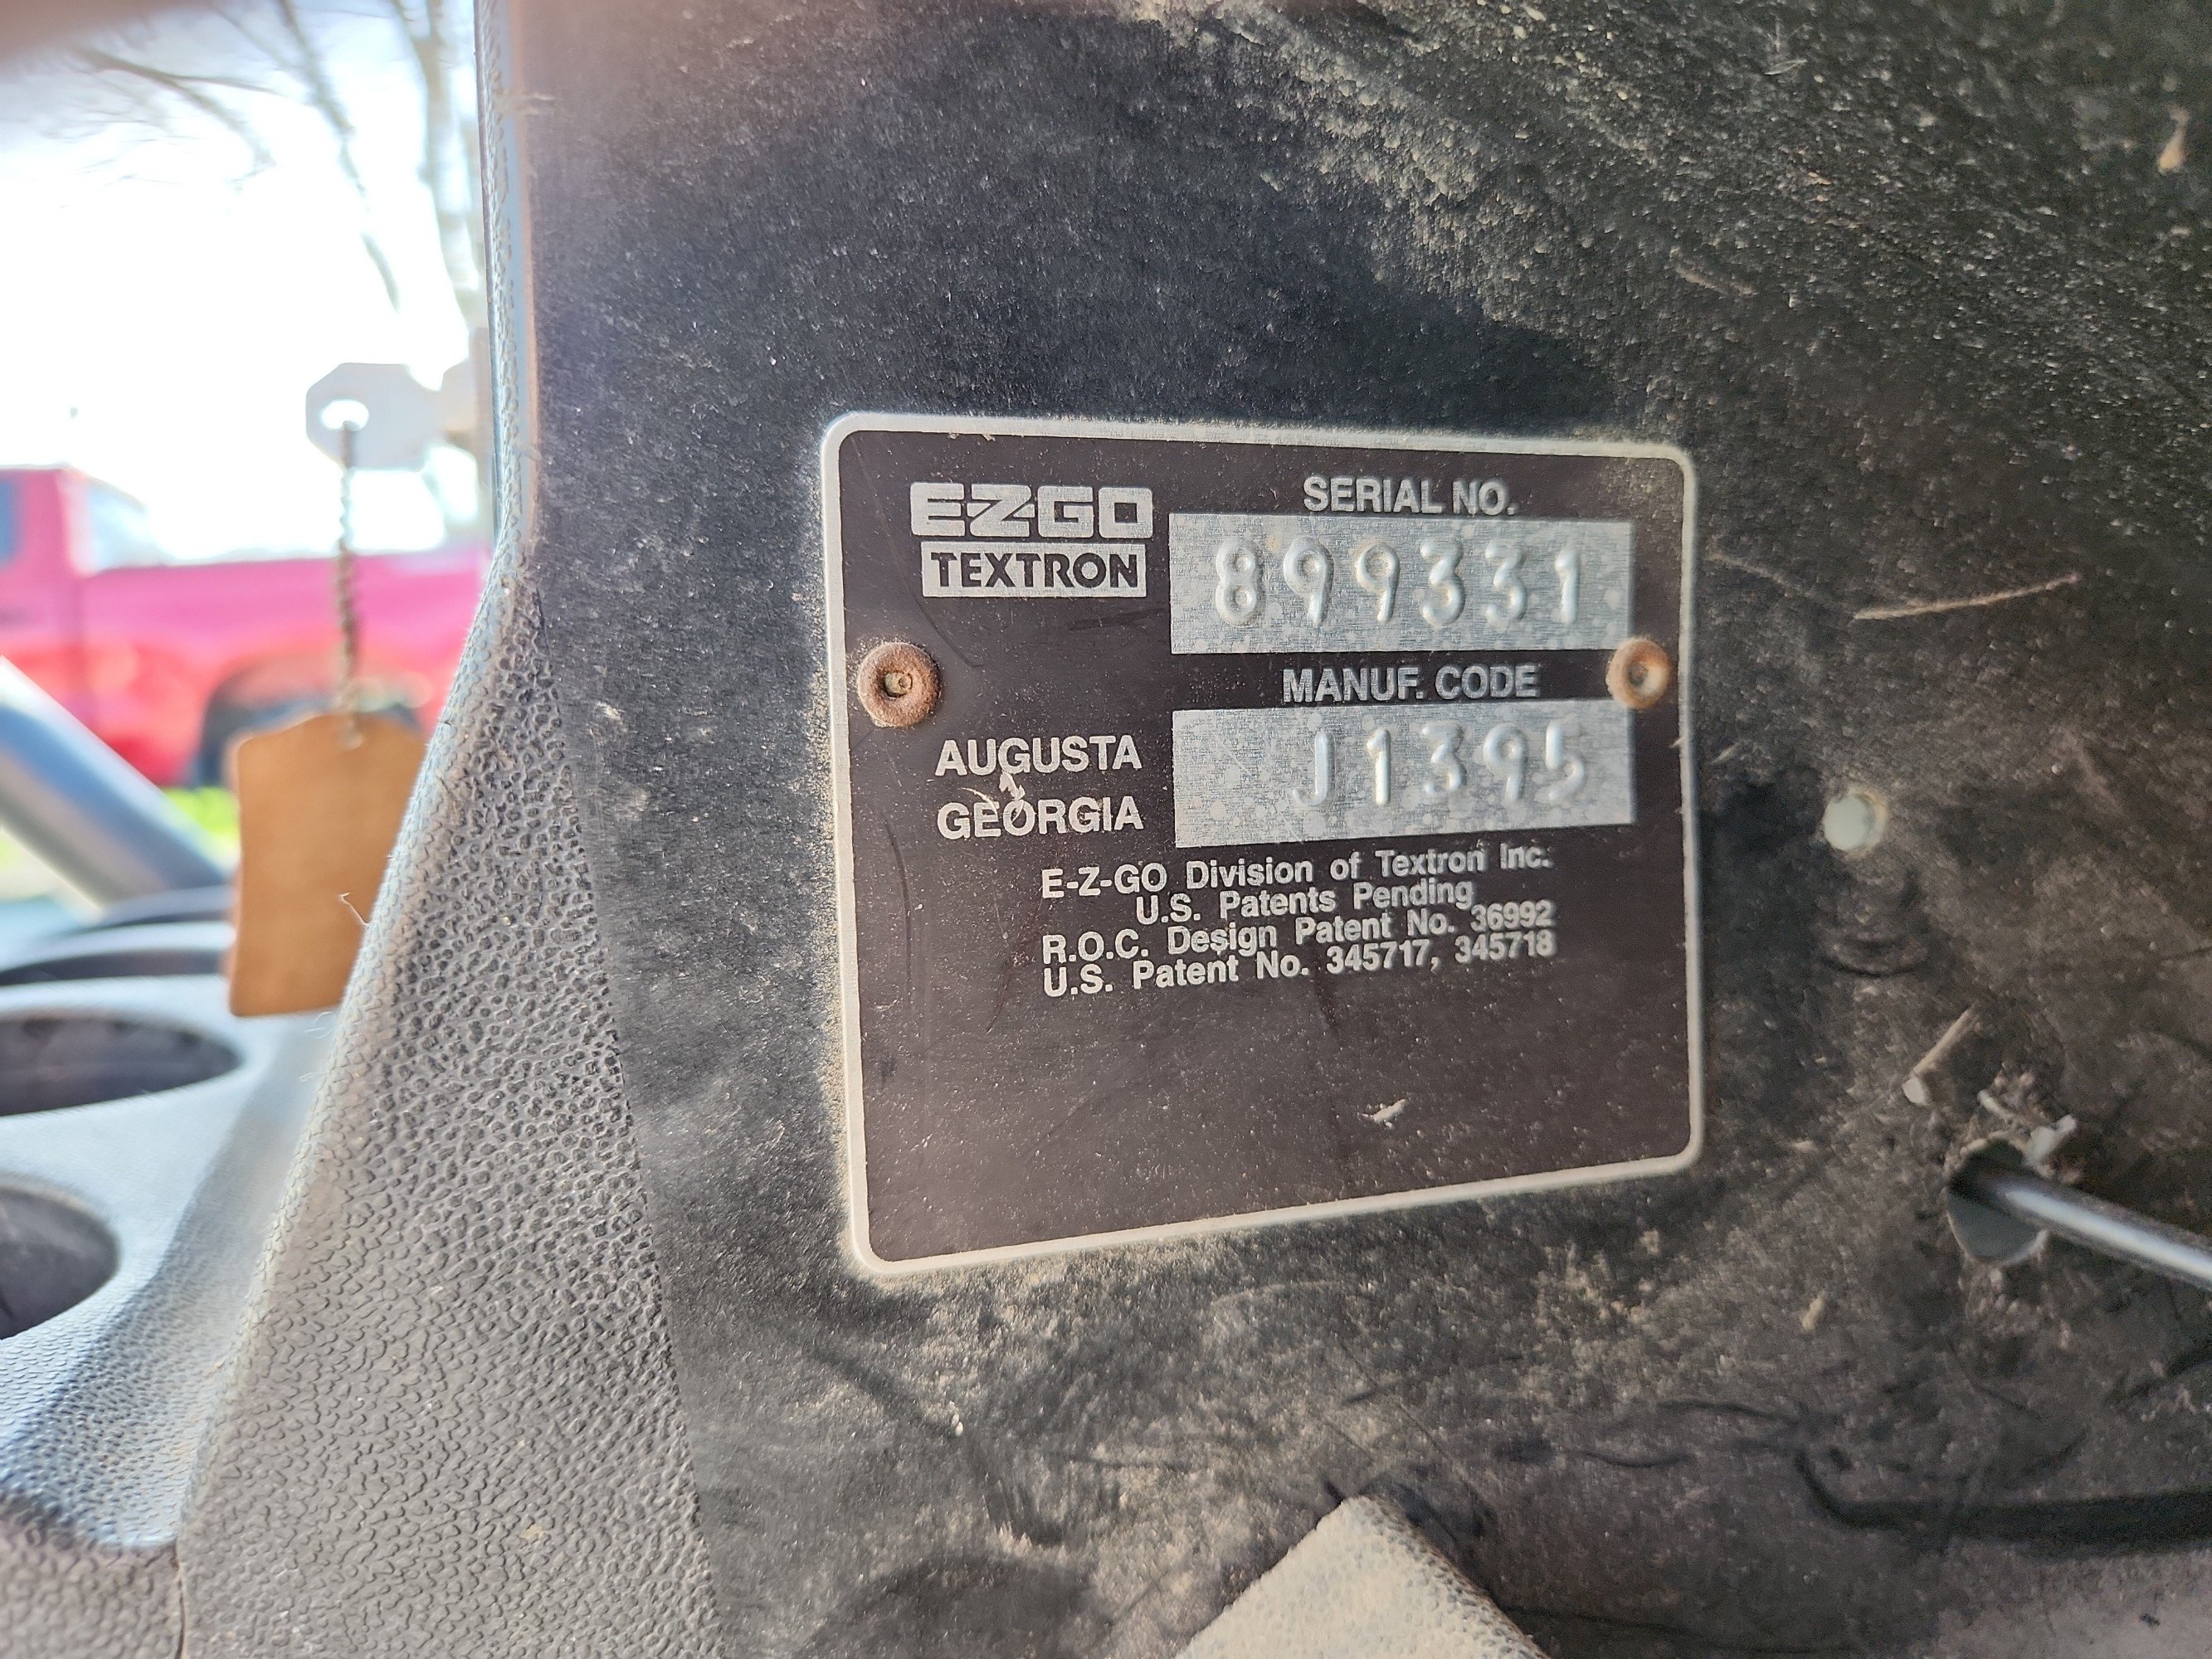 E-Z-GO
TEXTRON
SERIAL NO.
899331
MANUF. CODE
J1395
AUGUSTA
GEORGIA
E-Z-GO Division of Textron Inc.
U.S. Patents Pending
R.O.C. Design Patent No. 36992
U.S. Patent No. 345717, 345718